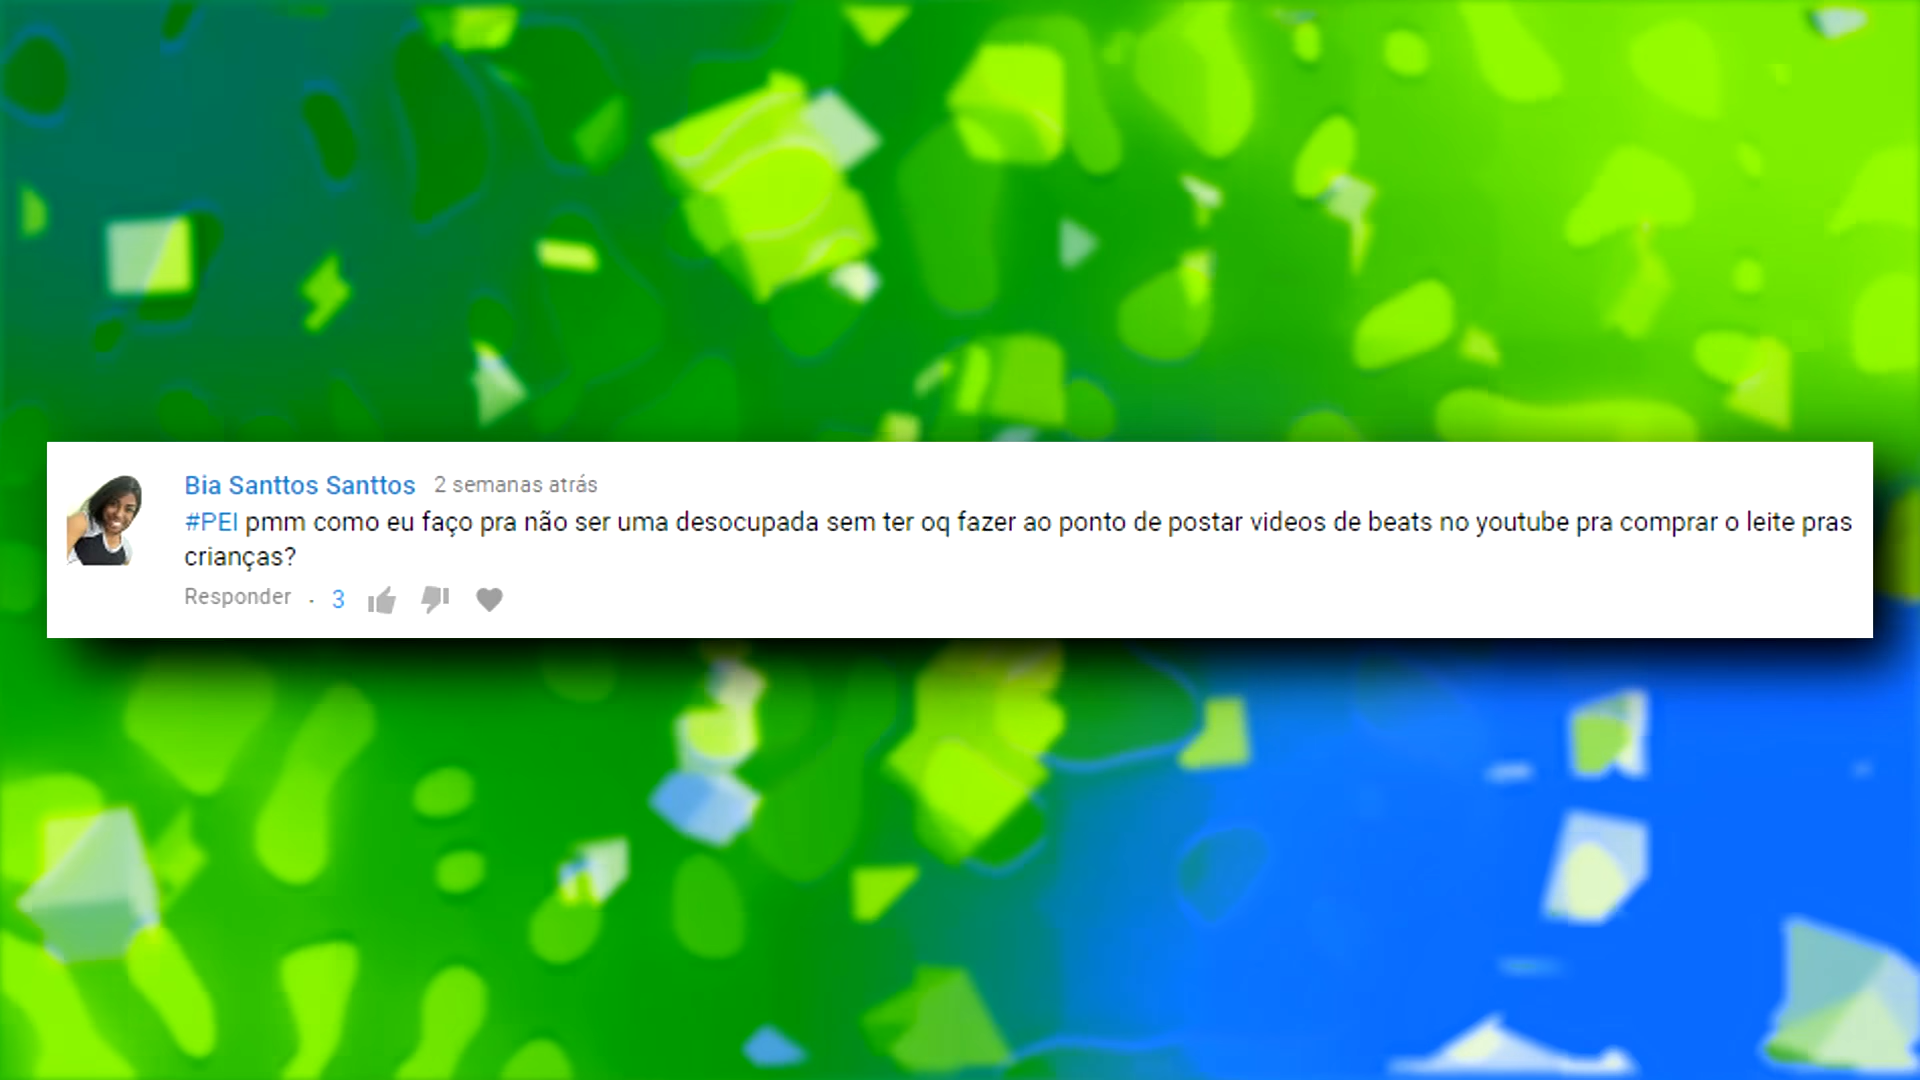 Bia Santtos Santtos 2 semanas atrás
#PEI pmm como eu faço pra não ser uma desocupada sem ter oq fazer ao ponto de postar videos de beats no youtube pra comprar o leite pras
crianças?
Responder . 3